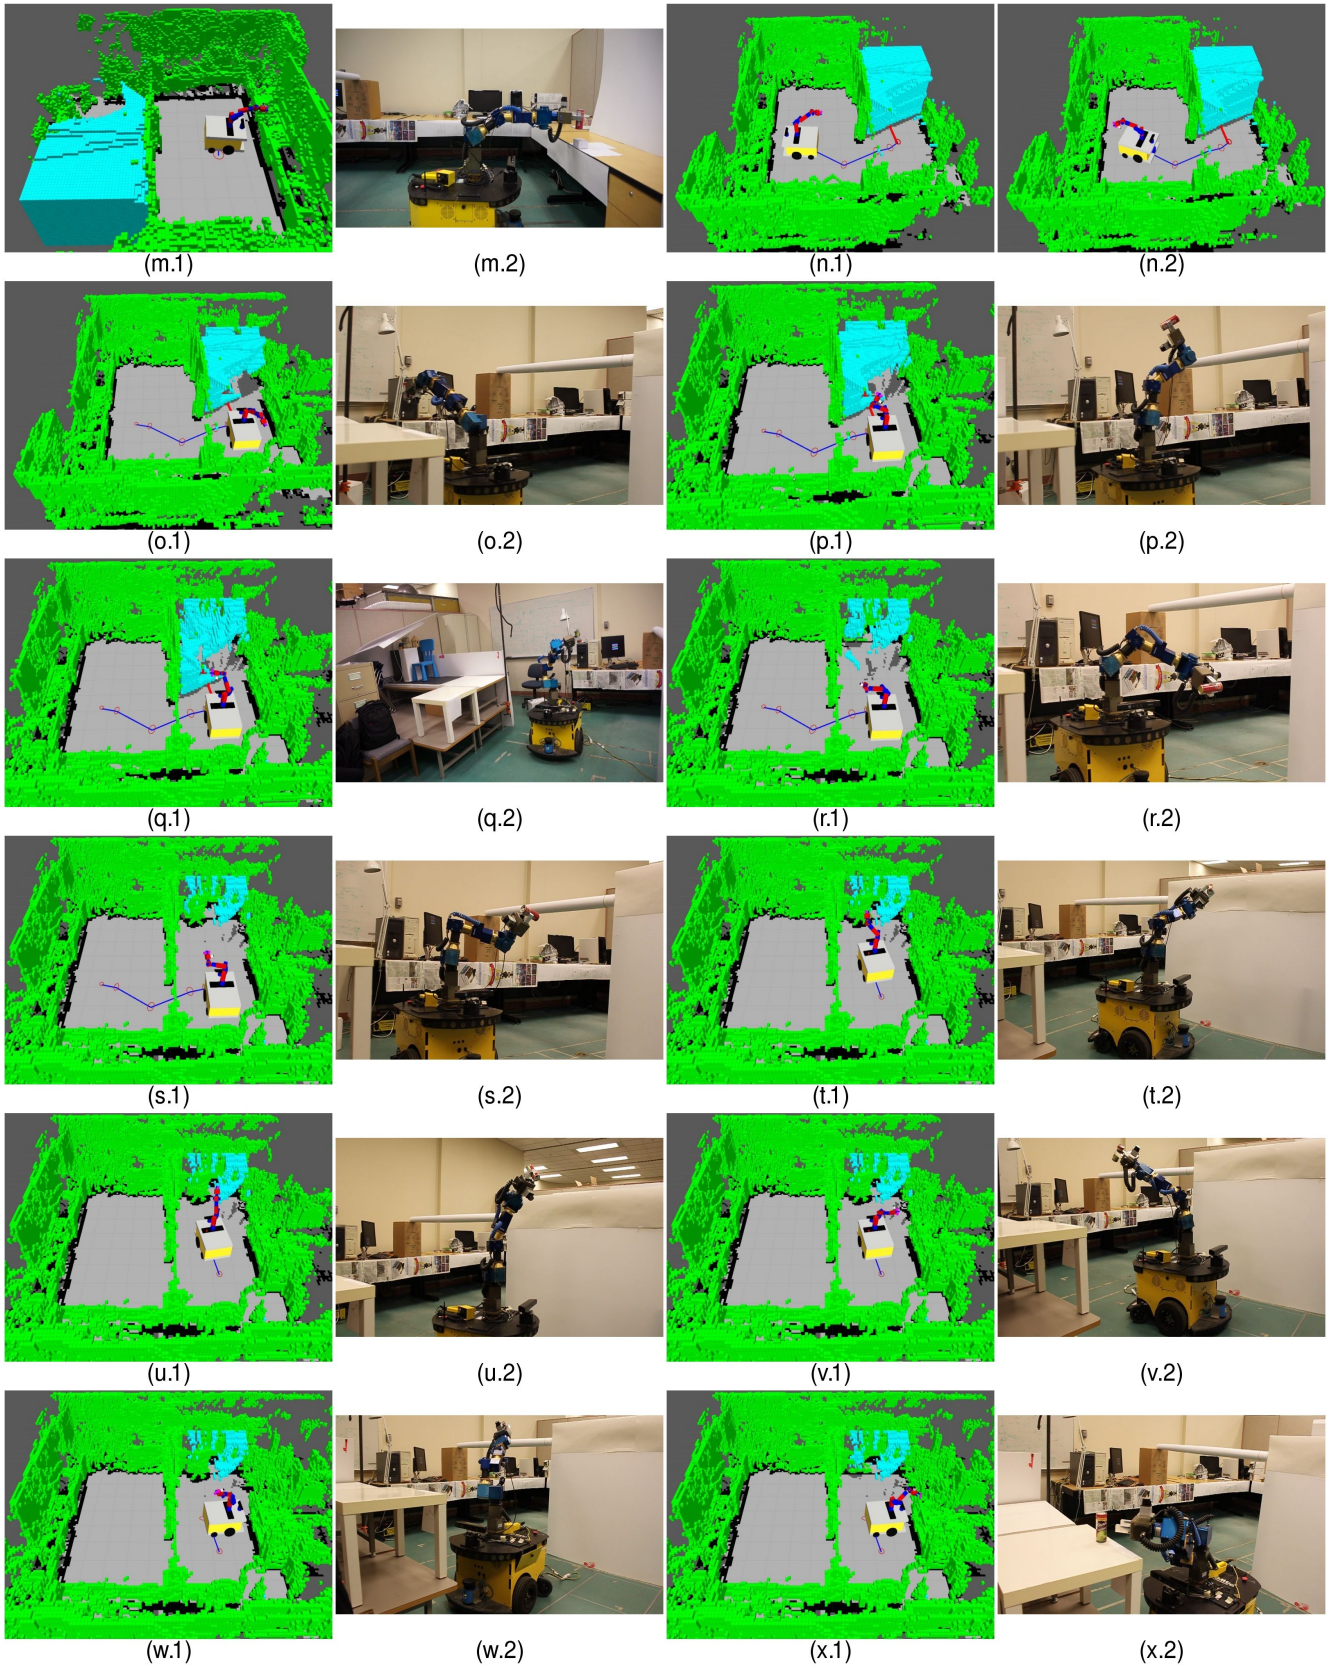 (m.1) (m.2) (n.1) (n.2)
(o.1) (o.2) (p.1) (p.2)
(q.1) (q.2) (r.1) (r.2)
(s.1) (s.2) (t.1) (t.2)
(u.1) (u.2) (v.1) (v.2)
(w.1) (w.2) (x.1) (x.2)